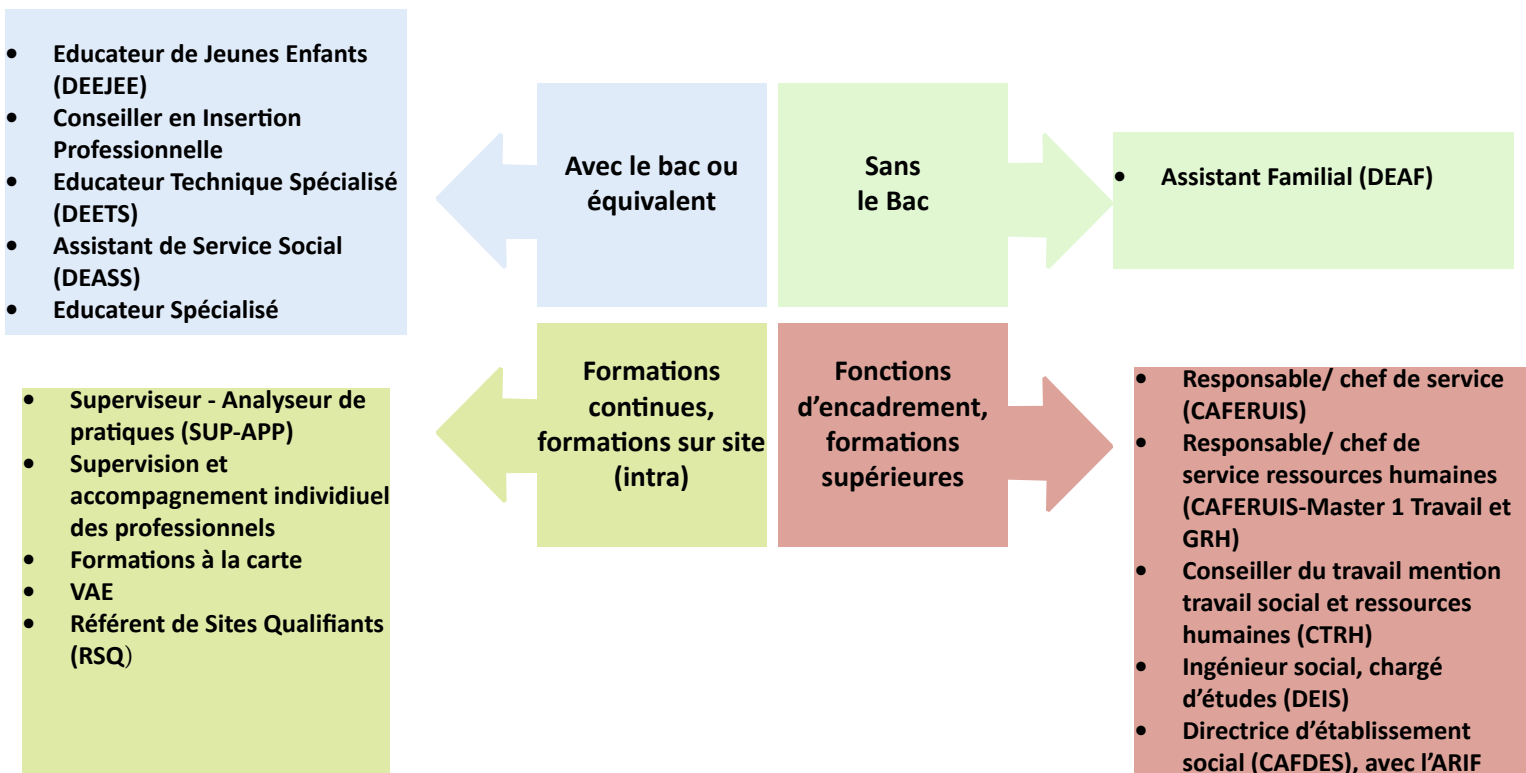 • Educateur de Jeunes Enfants
(DEEJEE)
• Conseiller en Insertion
Professionnelle
• Educateur Technique Spécialisé
(DEETS)
• Assistant de Service Social
(DEASS)
• Educateur Spécialisé
Avec le bac ou
équivalent
Sans
le Bac
• Assistant Familial (DEAF)
• Superviseur - Analyseur de
pratiques (SUP-APP)
• Supervision et
accompagnement individiuel
des professionnels
• Formations à la carte
• VAE
• Référent de Sites Qualifiants
(RSQ)
Formations
continues,
formations sur site
(intra)
Fonctions
d’encadrement,
formations
supérieures
• Responsable/ chef de service
(CAFERUIS)
• Responsable/ chef de
service ressources humaines
(CAFERUIS-Master 1 Travail et
GRH)
• Conseiller du travail mention
travail social et ressources
humaines (CTRH)
• Ingénieur social, chargé
d’études (DEIS)
• Directrice d’établissement
social (CAFDES), avec l’ARIF